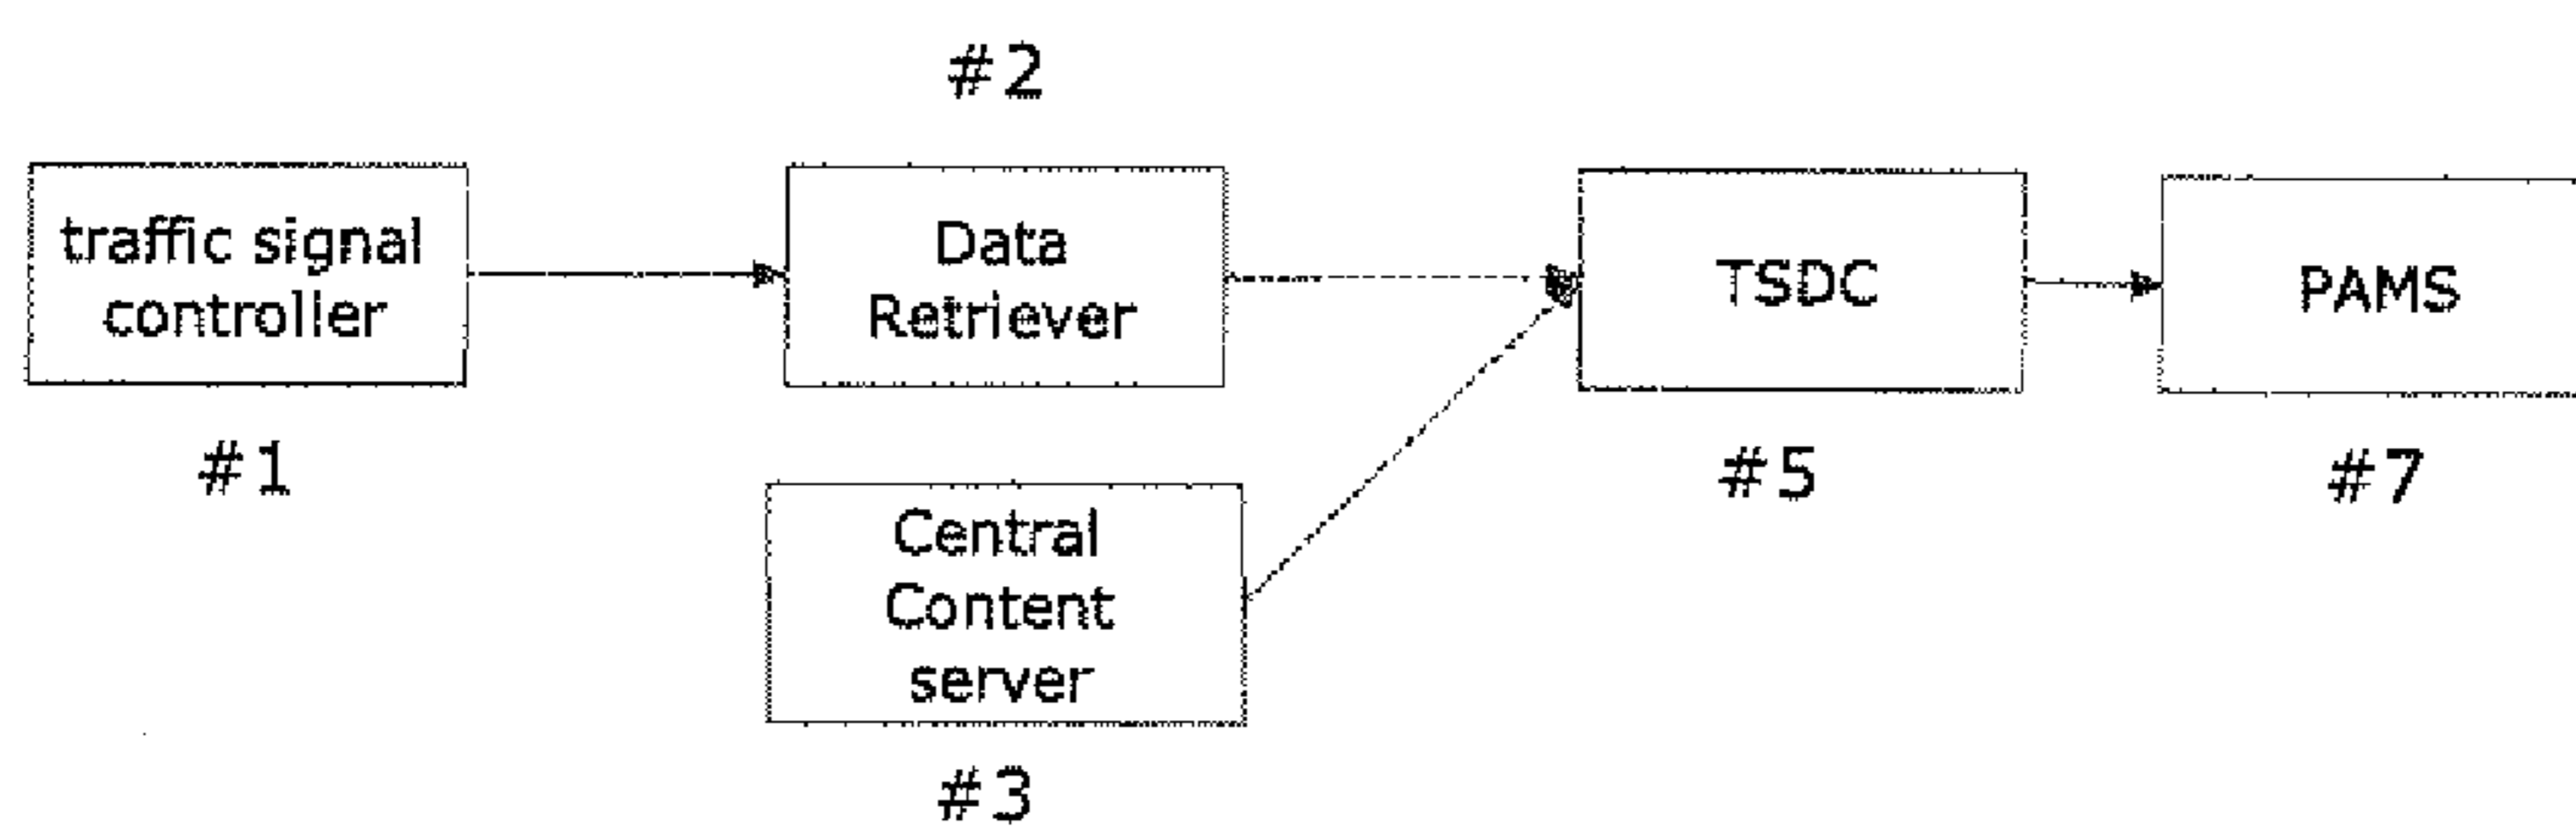 #2
traffic signal
controller
Data
Retriever
TSDC
PAMS
#1
#5
#7
Central
Content
server
#3